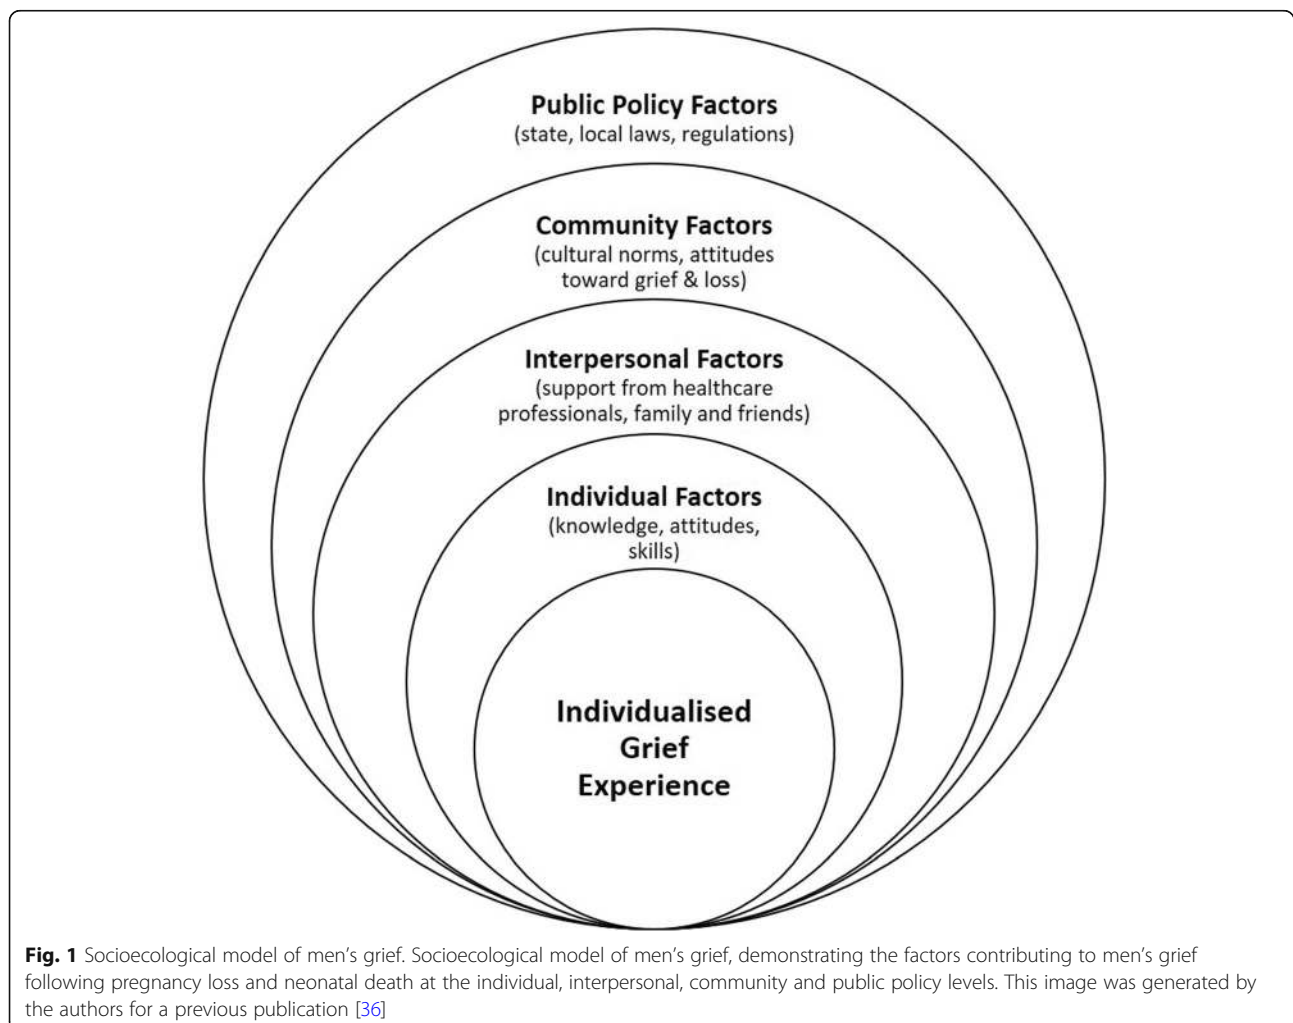 Public Policy Factors
(state, local laws, regulations)
Community Factors
(cultural norms, attitudes
toward grief & loss)
Interpersonal Factors
(support from healthcare
professionals, family and friends)
Individual Factors
(knowledge, attitudes,
skills)
Individualised
Grief
Experience
Fig. 1 Socioecological model of men's grief. Socioecological model of men's grief, demonstrating the factors contributing to men's grief
following pregnancy loss and neonatal death at the individual, interpersonal, community and public policy levels. This image was generated by
the authors for a previous publication [36]